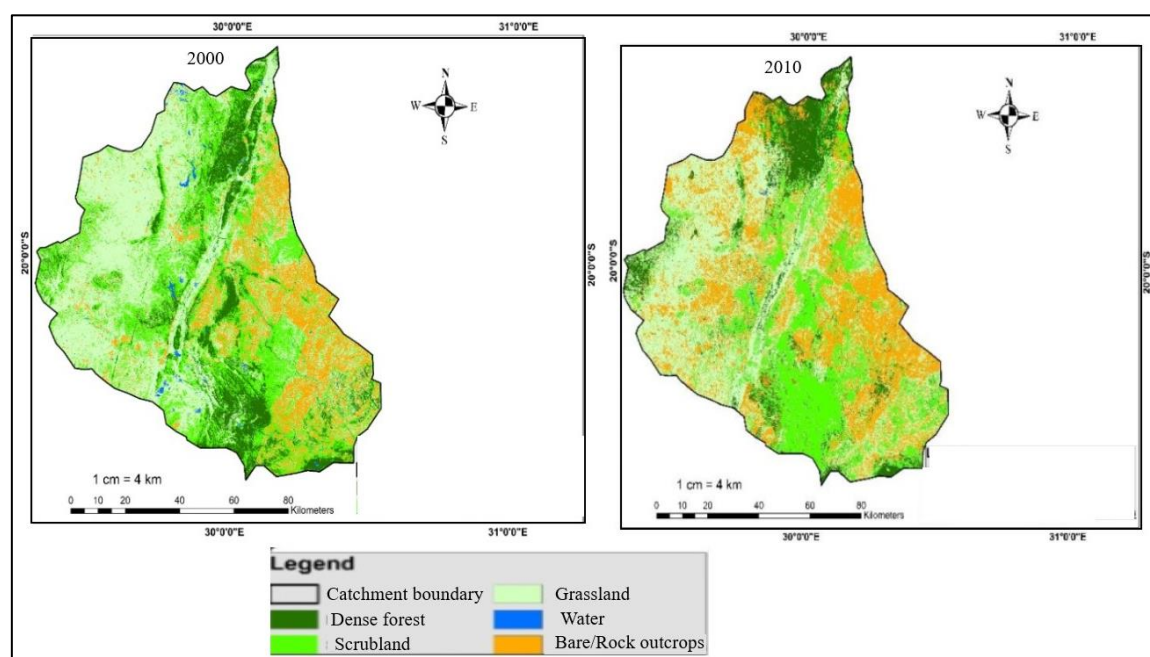 30°0'0"E 31°0'0"E
2000
N
W E
S
20°0'0"S
20°0'0"S
1 cm = 4 km
0 10 20 40 60 80
Kilometers
30°0'0"E 31°0'0"E
30°0'0"E 31°0'0"E
2010
N
W E
S
20°0'0"S
20°0'0"S
1 cm = 4 km
0 10 20 40 60 80
Kilometers
30°0'0"E 31°0'0"E
Legend
Catchment boundary Grassland
Dense forest Water
Scrubland Bare/Rock outcrops